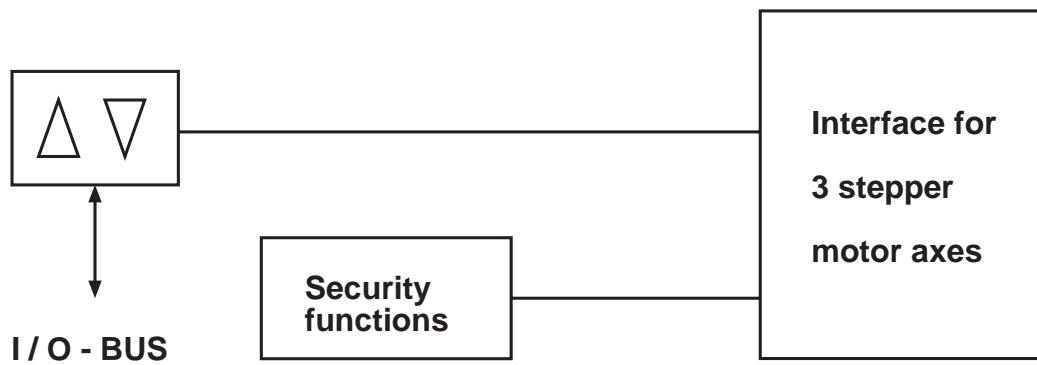 Interface for
3 stepper
motor axes
Security
functions
I / O - BUS